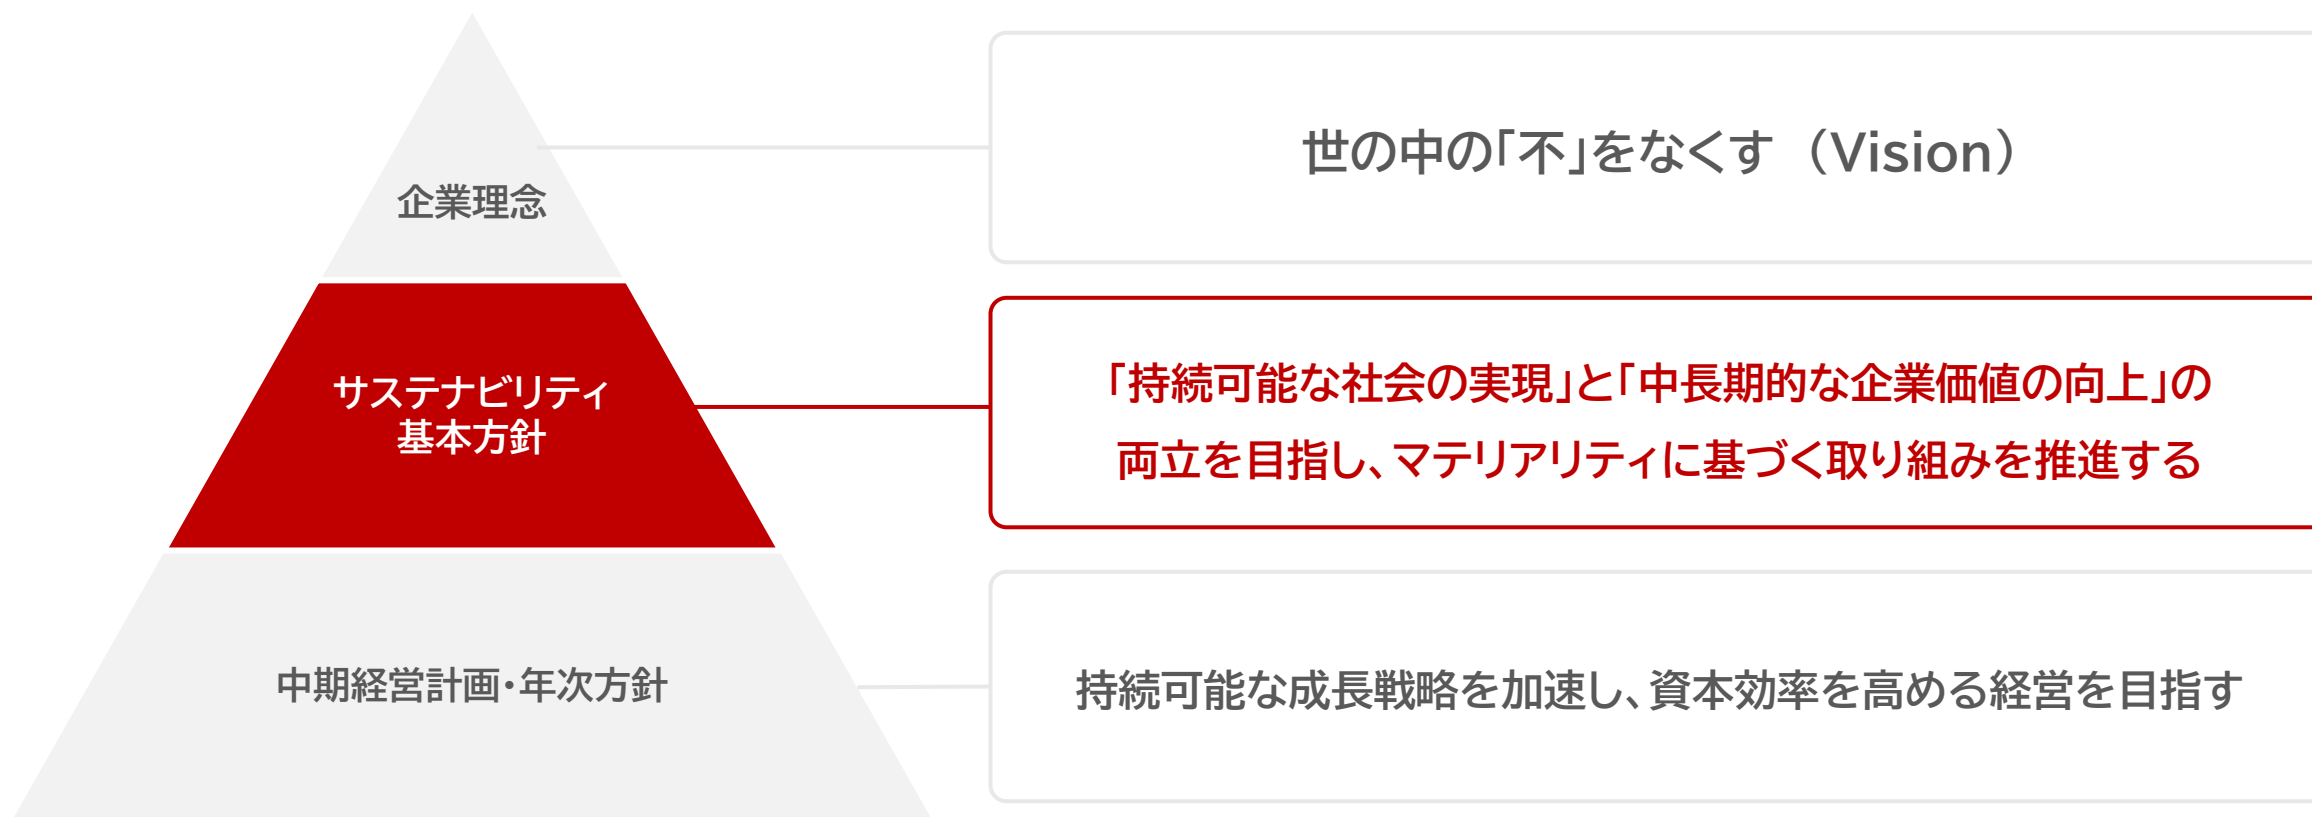 企業理念
世の中の「不」をなくす（Vision）
サステナビリティ
基本方針
「持続可能な社会の実現」と「中長期的な企業価値の向上」の
両立を目指し、マテリアリティに基づく取り組みを推進する
中期経営計画・年次方針
持続可能な成長戦略を加速し、資本効率を高める経営を目指す